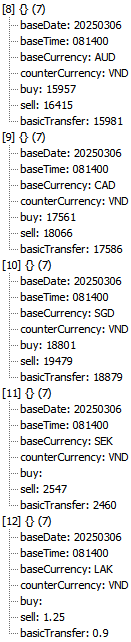 [8] {} (7)
baseDate: 20250306
baseTime: 081400
baseCurrency: AUD
counterCurrency: VND
buy: 15957
sell: 16415
basicTransfer: 15981
[9] {} (7)
baseDate: 20250306
baseTime: 081400
baseCurrency: CAD
counterCurrency: VND
buy: 17561
sell: 18066
basicTransfer: 17586
[10] {} (7)
baseDate: 20250306
baseTime: 081400
baseCurrency: SGD
counterCurrency: VND
buy: 18801
sell: 19479
basicTransfer: 18879
[11] {} (7)
baseDate: 20250306
baseTime: 081400
baseCurrency: SEK
counterCurrency: VND
buy:
sell: 2547
basicTransfer: 2460
[12] {} (7)
baseDate: 20250306
baseTime: 081400
baseCurrency: LAK
counterCurrency: VND
buy:
sell: 1.25
basicTransfer: 0.9